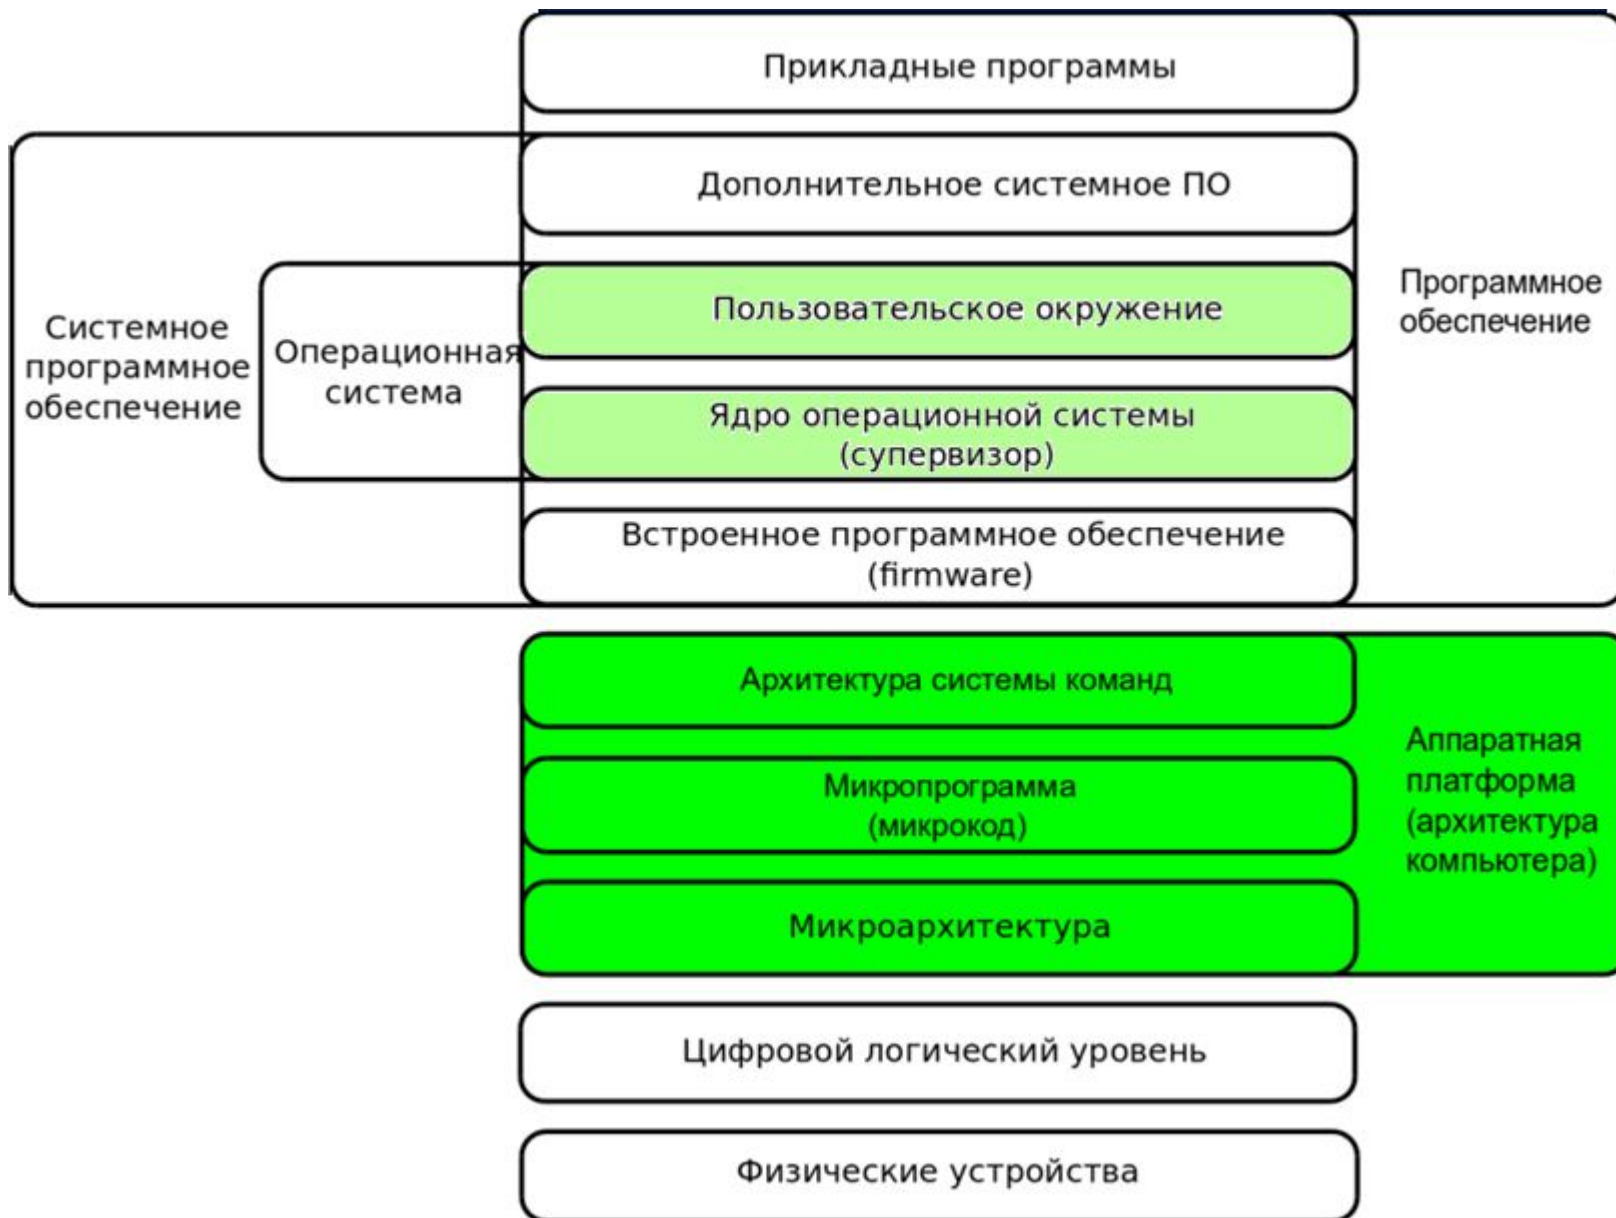 Прикладные программы
Дополнительное системное ПО
Пользовательское окружение
Программное
обеспечение
Системное
программное
обеспечение
Операционная
система
Ядро операционной системы
(супервизор)
Встроенное программное обеспечение
(firmware)
Архитектура системы команд
Микропрограмма
(микрокод)
Аппаратная
платформа
(архитектура
компьютера)
Микроархитектура
Цифровой логический уровень
Физические устройства